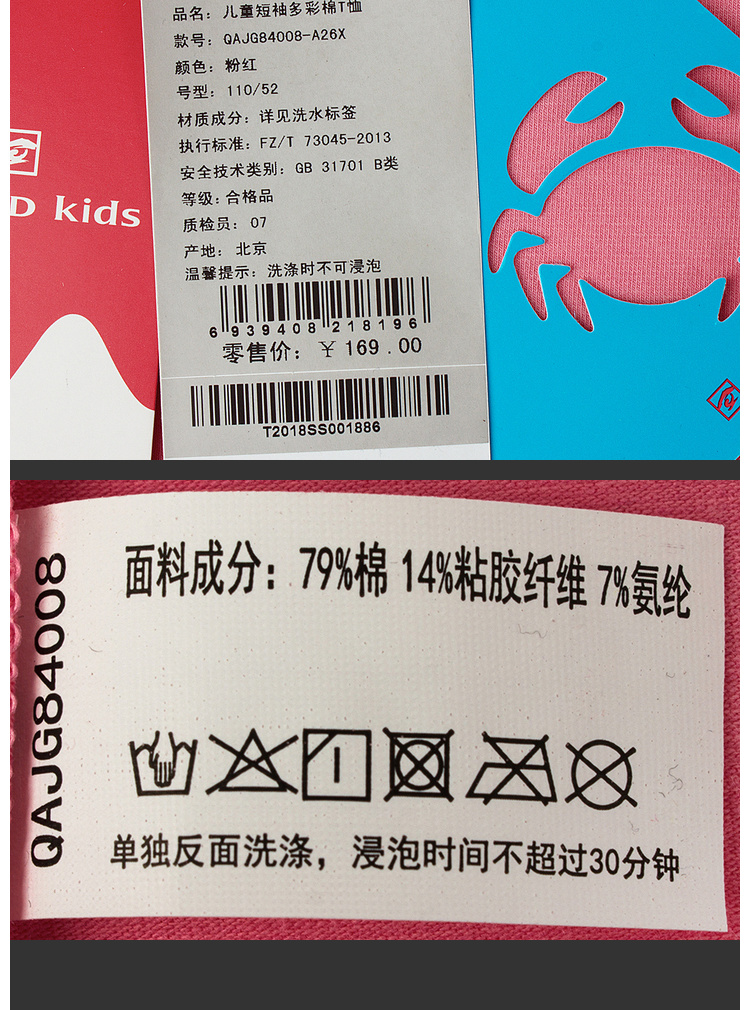 品名：儿童短袖多彩棉T恤
款号：QAJG84008-A26X
颜色：粉红
号型：110/52
材质成分：详见洗水标签
执行标准：FZ/T 73045-2013
安全技术类别：GB 31701 B类
等级：合格品
质检员：07
产地：北京
温馨提示：洗涤时不可浸泡
6 939408 218196
零售价：￥169.00
T2018SS001886
D kids
QAJG84008
面料成分：79%棉 14%粘胶纤维 7%氨纶
单独反面洗涤，浸泡时间不超过30分钟